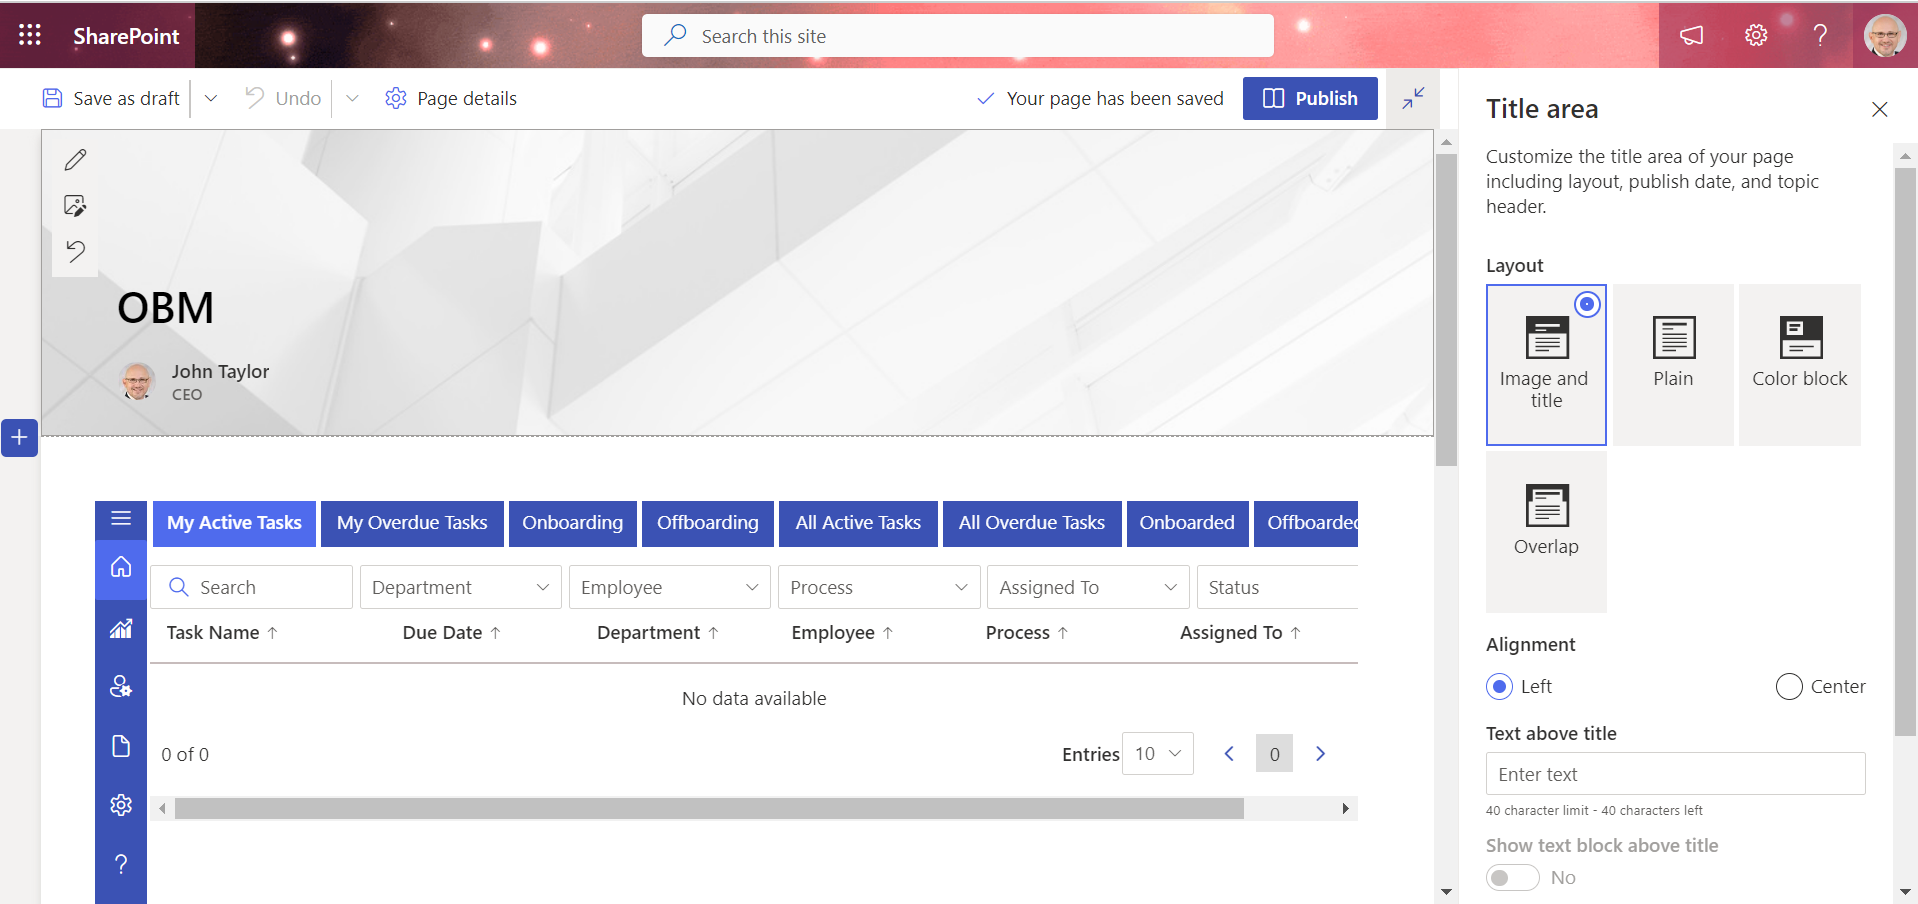 SharePoint
Search this site
Save as draft
Undo
Page details
Your page has been saved
Publish
OBM
John Taylor
CEO
My Active Tasks
My Overdue Tasks
Onboarding
Offboarding
All Active Tasks
All Overdue Tasks
Onboarded
Offboarded
Search
Department
Employee
Process
Assigned To
Status
Task Name ↑
Due Date ↑
Department ↑
Employee ↑
Process ↑
Assigned To ↑
No data available
0 of 0
Entries
10
0
Title area
Customize the title area of your page
including layout, publish date, and topic
header.
Layout
Image and
title
Plain
Color block
Overlap
Alignment
Left
Center
Text above title
Enter text
40 character limit - 40 characters left
Show text block above title
No